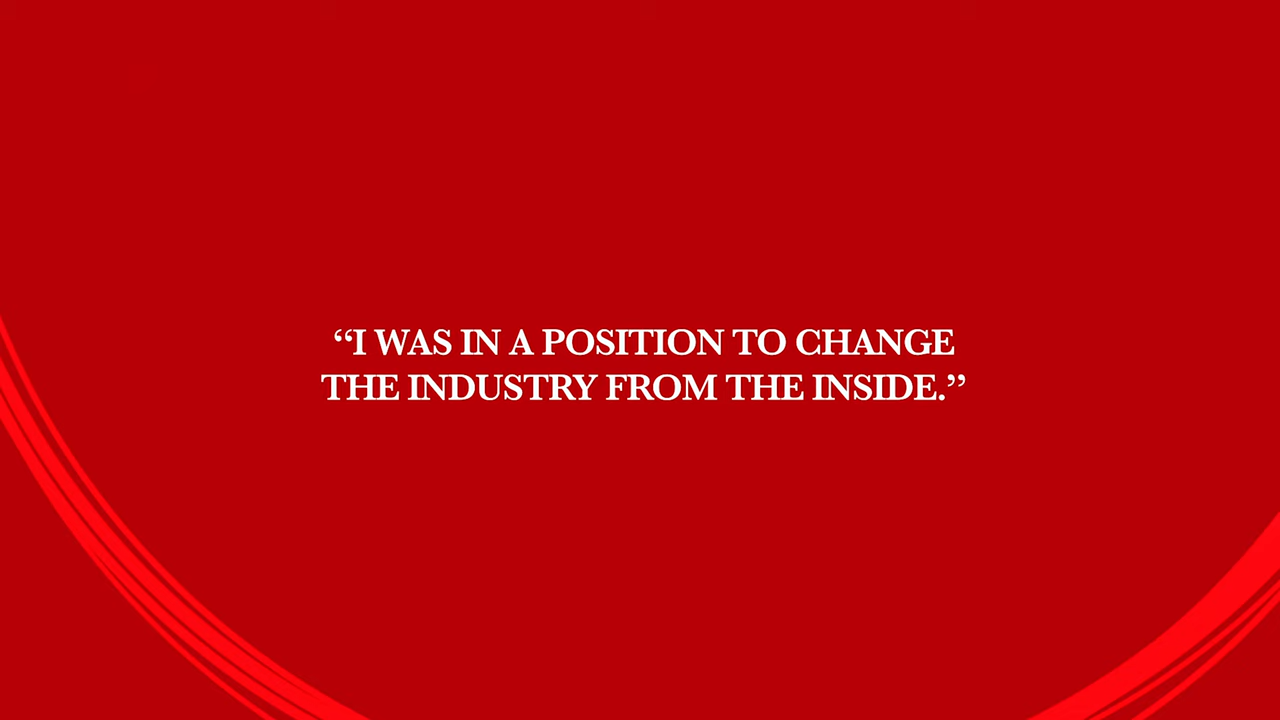 “I WAS IN A POSITION TO CHANGE
THE INDUSTRY FROM THE INSIDE.”